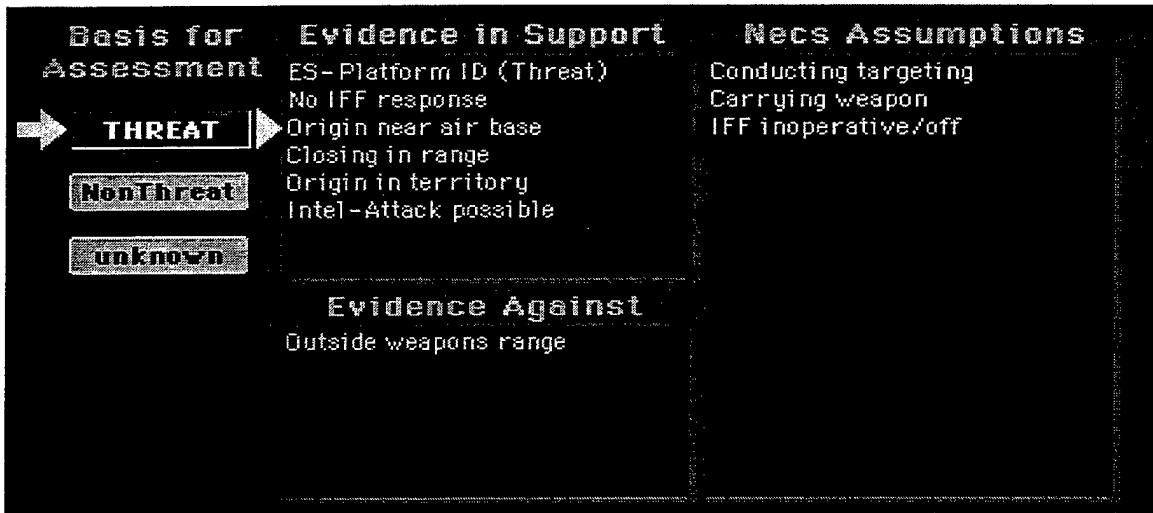 Basis for
Assessment
THREAT
NonThreat
unknown
Evidence in Support
ES-Platform ID (Threat)
No IFF response
Origin near air base
Closing in range
Origin in territory
Intel-Attack possible
Evidence Against
Outside weapons range
Necs Assumptions
Conducting targeting
Carrying weapon
IFF inoperative/off